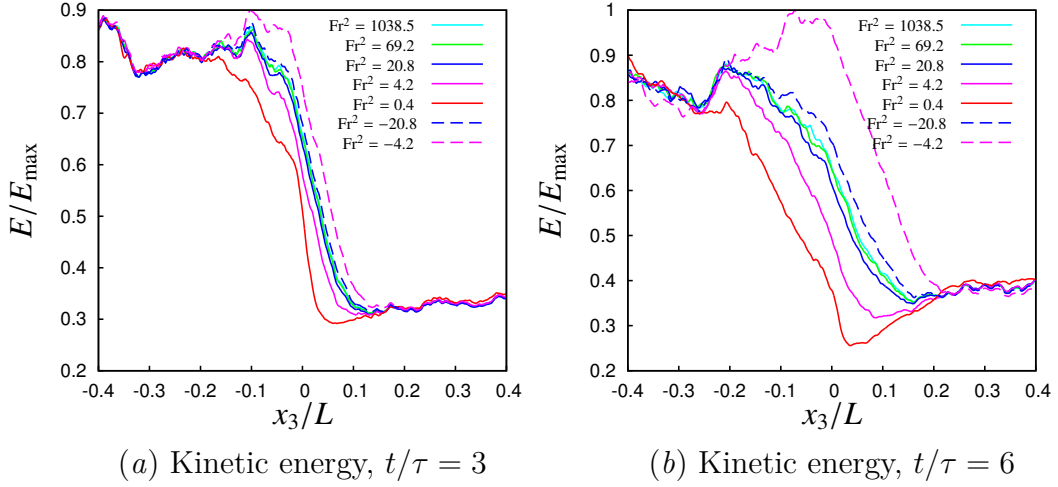 0.9
0.8
0.7
0.6
0.5
0.4
0.3
0.2
E/E_max
-0.4 -0.3 -0.2 -0.1 0 0.1 0.2 0.3 0.4
x₃/L
Fr² = 1038.5
Fr² = 69.2
Fr² = 20.8
Fr² = 4.2
Fr² = 0.4
Fr² = −20.8
Fr² = −4.2
(a) Kinetic energy, t/τ = 3
1
0.9
0.8
0.7
0.6
0.5
0.4
0.3
0.2
E/E_max
-0.4 -0.3 -0.2 -0.1 0 0.1 0.2 0.3 0.4
x₃/L
Fr² = 1038.5
Fr² = 69.2
Fr² = 20.8
Fr² = 4.2
Fr² = 0.4
Fr² = −20.8
Fr² = −4.2
(b) Kinetic energy, t/τ = 6